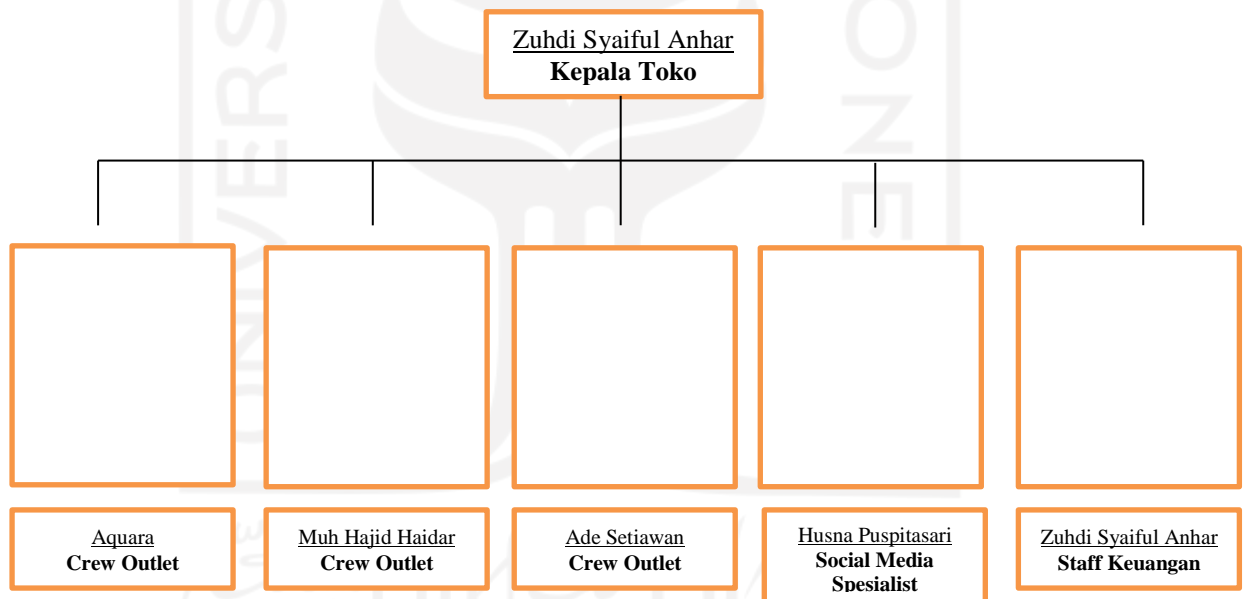 Zuhdi Syaiful Anhar
Kepala Toko
Aquara
Crew Outlet
Muh Hajid Haidar
Crew Outlet
Ade Setiawan
Crew Outlet
Husna Puspitasari
Social Media
Spesialist
Zuhdi Syaiful Anhar
Staff Keuangan